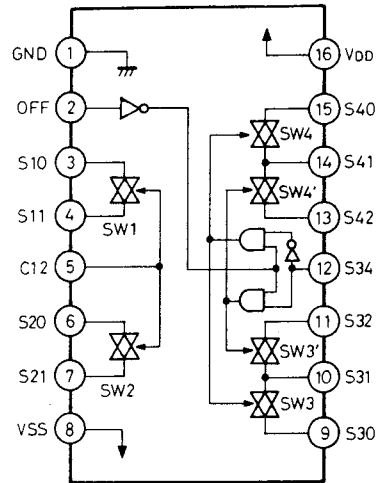 GND 1
OFF 2
S10 3
S11 4
C12 5
S20 6
S21 7
VSS 8
SW1
SW2
16 VDD
15 S40
14 S41
13 S42
12 S34
11 S32
10 S31
9 S30
SW4
SW4'
SW3'
SW3